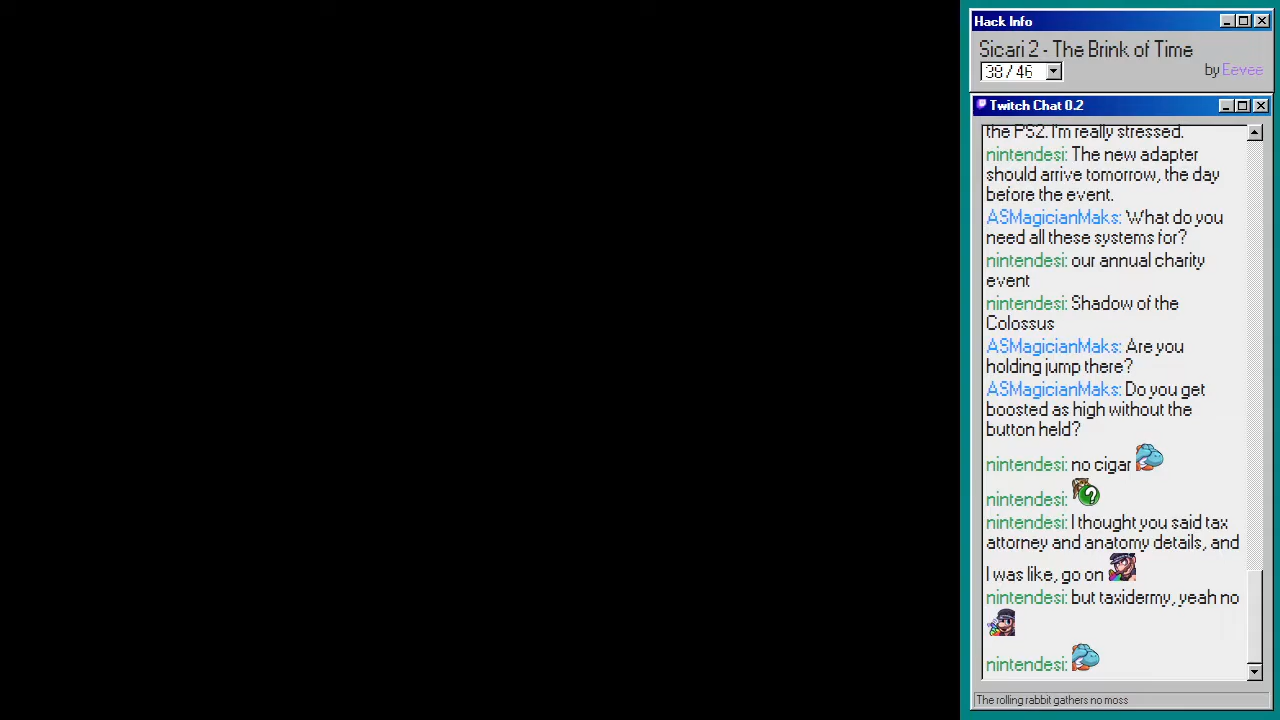 Hack Info
Sicari 2 - The Brink of Time
38 / 46
by Eevee
Twitch Chat 0.2
the PS2. I'm really stressed.
nintendesi: The new adapter
should arrive tomorrow, the day
before the event.
ASMagicianMaks: What do you
need all these systems for?
nintendesi: our annual charity
event
nintendesi: Shadow of the
Colossus
ASMagicianMaks: Are you
holding jump there?
ASMagicianMaks: Do you get
boosted as high without the
button held?
nintendesi: no cigar
nintendesi: ?
nintendesi: I thought you said tax
attorney and anatomy details, and
I was like, go on
nintendesi: but taxidermy, yeah no
nintendesi:
The rolling rabbit gathers no moss